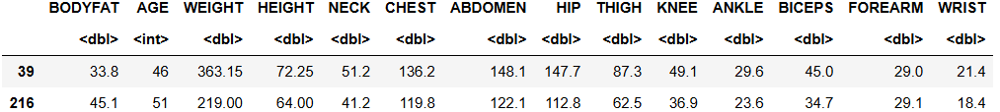 BODYFAT AGE WEIGHT HEIGHT NECK CHEST ABDOMEN HIP THIGH KNEE ANKLE BICEPS FOREARM WRIST
<dbl> <int> <dbl> <dbl> <dbl> <dbl> <dbl> <dbl> <dbl> <dbl> <dbl> <dbl> <dbl> <dbl>
39 33.8 46 363.15 72.25 51.2 136.2 148.1 147.7 87.3 49.1 29.6 45.0 29.0 21.4
216 45.1 51 219.00 64.00 41.2 119.8 122.1 112.8 62.5 36.9 23.6 34.7 29.1 18.4